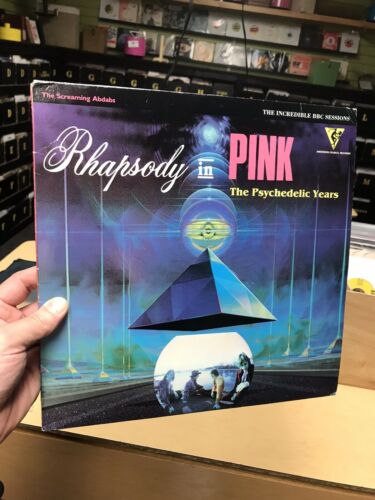 The Screaming Abdabs
THE INCREDIBLE BBC SESSIONS
Rhapsody in PINK
The Psychedelic Years